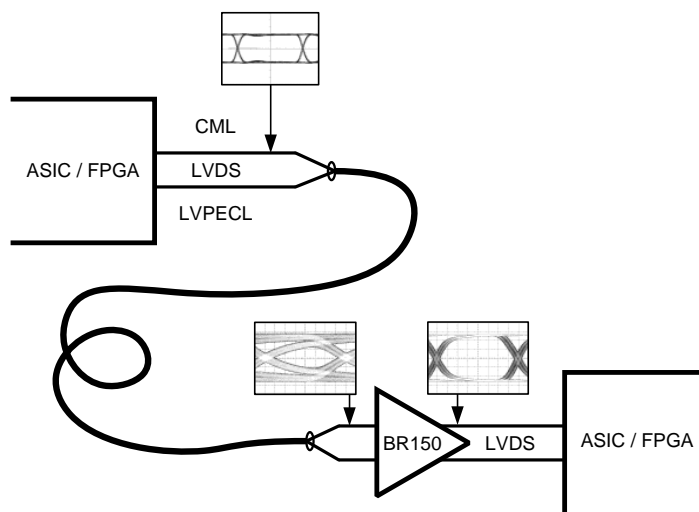 CML
ASIC / FPGA
LVDS
LVPECL
BR150
LVDS
ASIC / FPGA